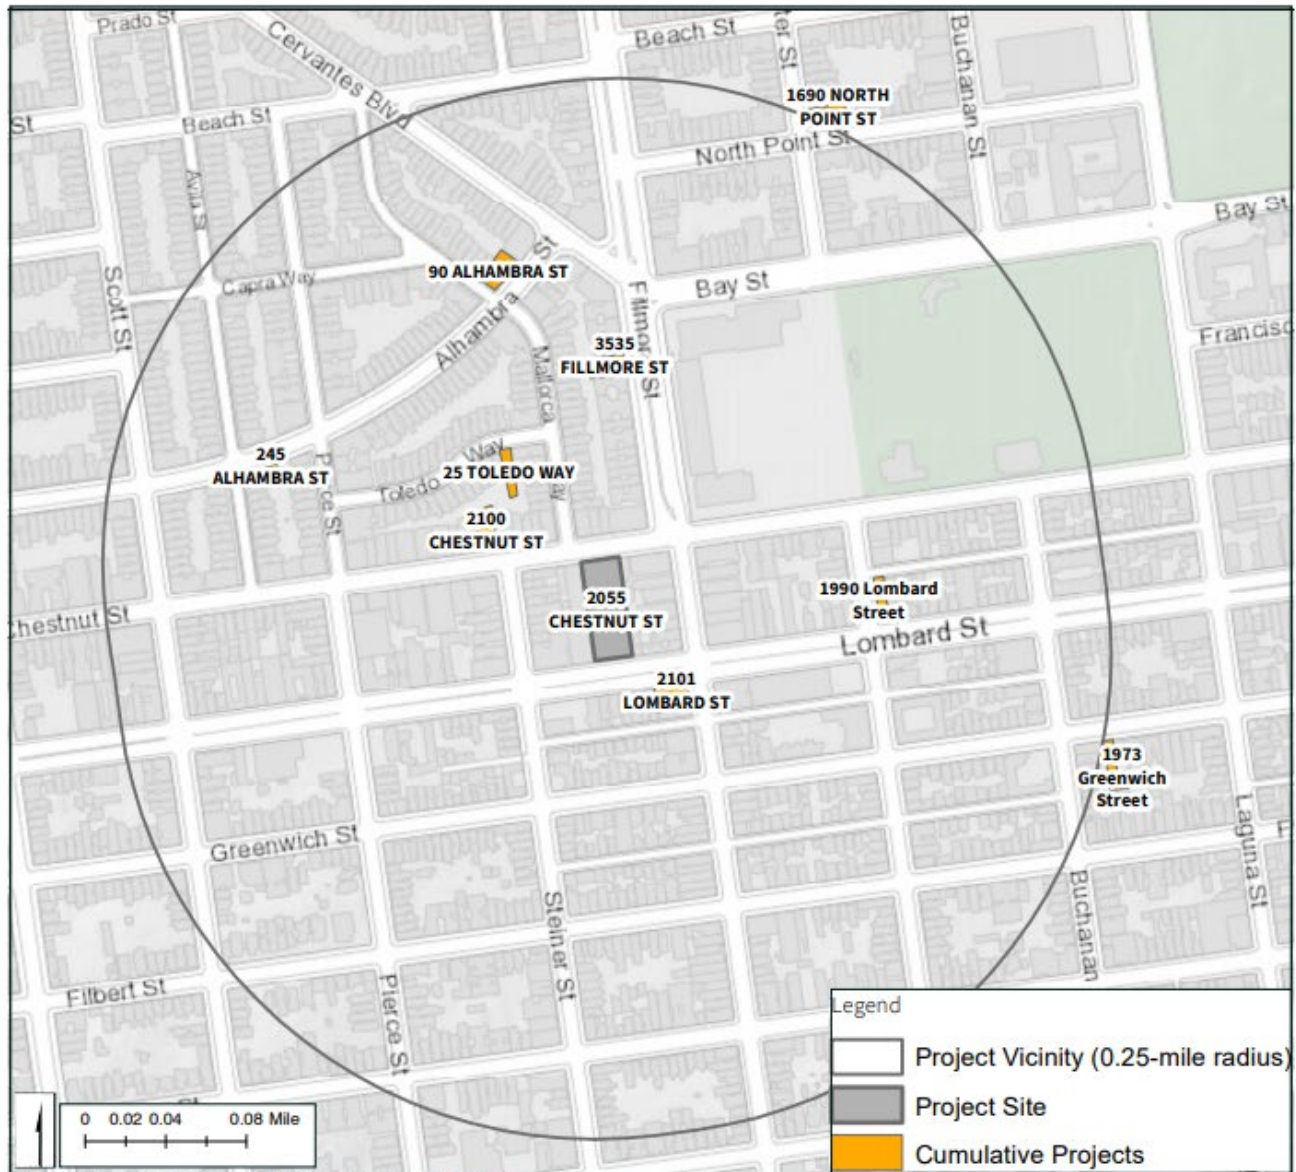 Prado St
Cervantes Blvd
Beach St
ter St
Buchanan St
1690 NORTH
POINT ST
St
Beach St
North Point St
Avila St
Bay St
Scott St
Capra Way
90 ALHAMBRA ST
St
Alhambra
Bay St
Fillmore St
Francisc
3535
FILLMORE ST
Mallorca
245
ALHAMBRA ST
25 TOLEDO WAY
Toledo Way
ce St
2100
CHESTNUT ST
2055
CHESTNUT ST
1990 Lombard
Street
Chestnut St
Lombard St
2101
LOMBARD ST
1973
Greenwich
Street
Greenwich St
Laguna St
Steiner St
Buchanan
Filbert St
Pierce St
Legend
Project Vicinity (0.25-mile radius)
Project Site
Cumulative Projects
0 0.02 0.04 0.08 Mile